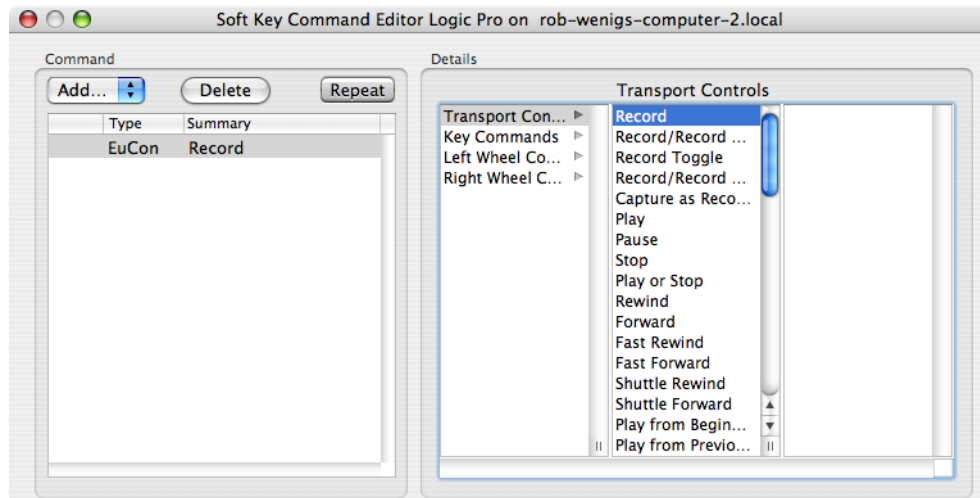 Soft Key Command Editor Logic Pro on rob-wenigs-computer-2.local
Command
Add...
Delete
Repeat
Type Summary
EuCon Record
Details
Transport Controls
Transport Con...
Key Commands
Left Wheel Co...
Right Wheel C...
Record
Record/Record ...
Record Toggle
Record/Record ...
Capture as Reco...
Play
Pause
Stop
Play or Stop
Rewind
Forward
Fast Rewind
Fast Forward
Shuttle Rewind
Shuttle Forward
Play from Begin...
Play from Previo...